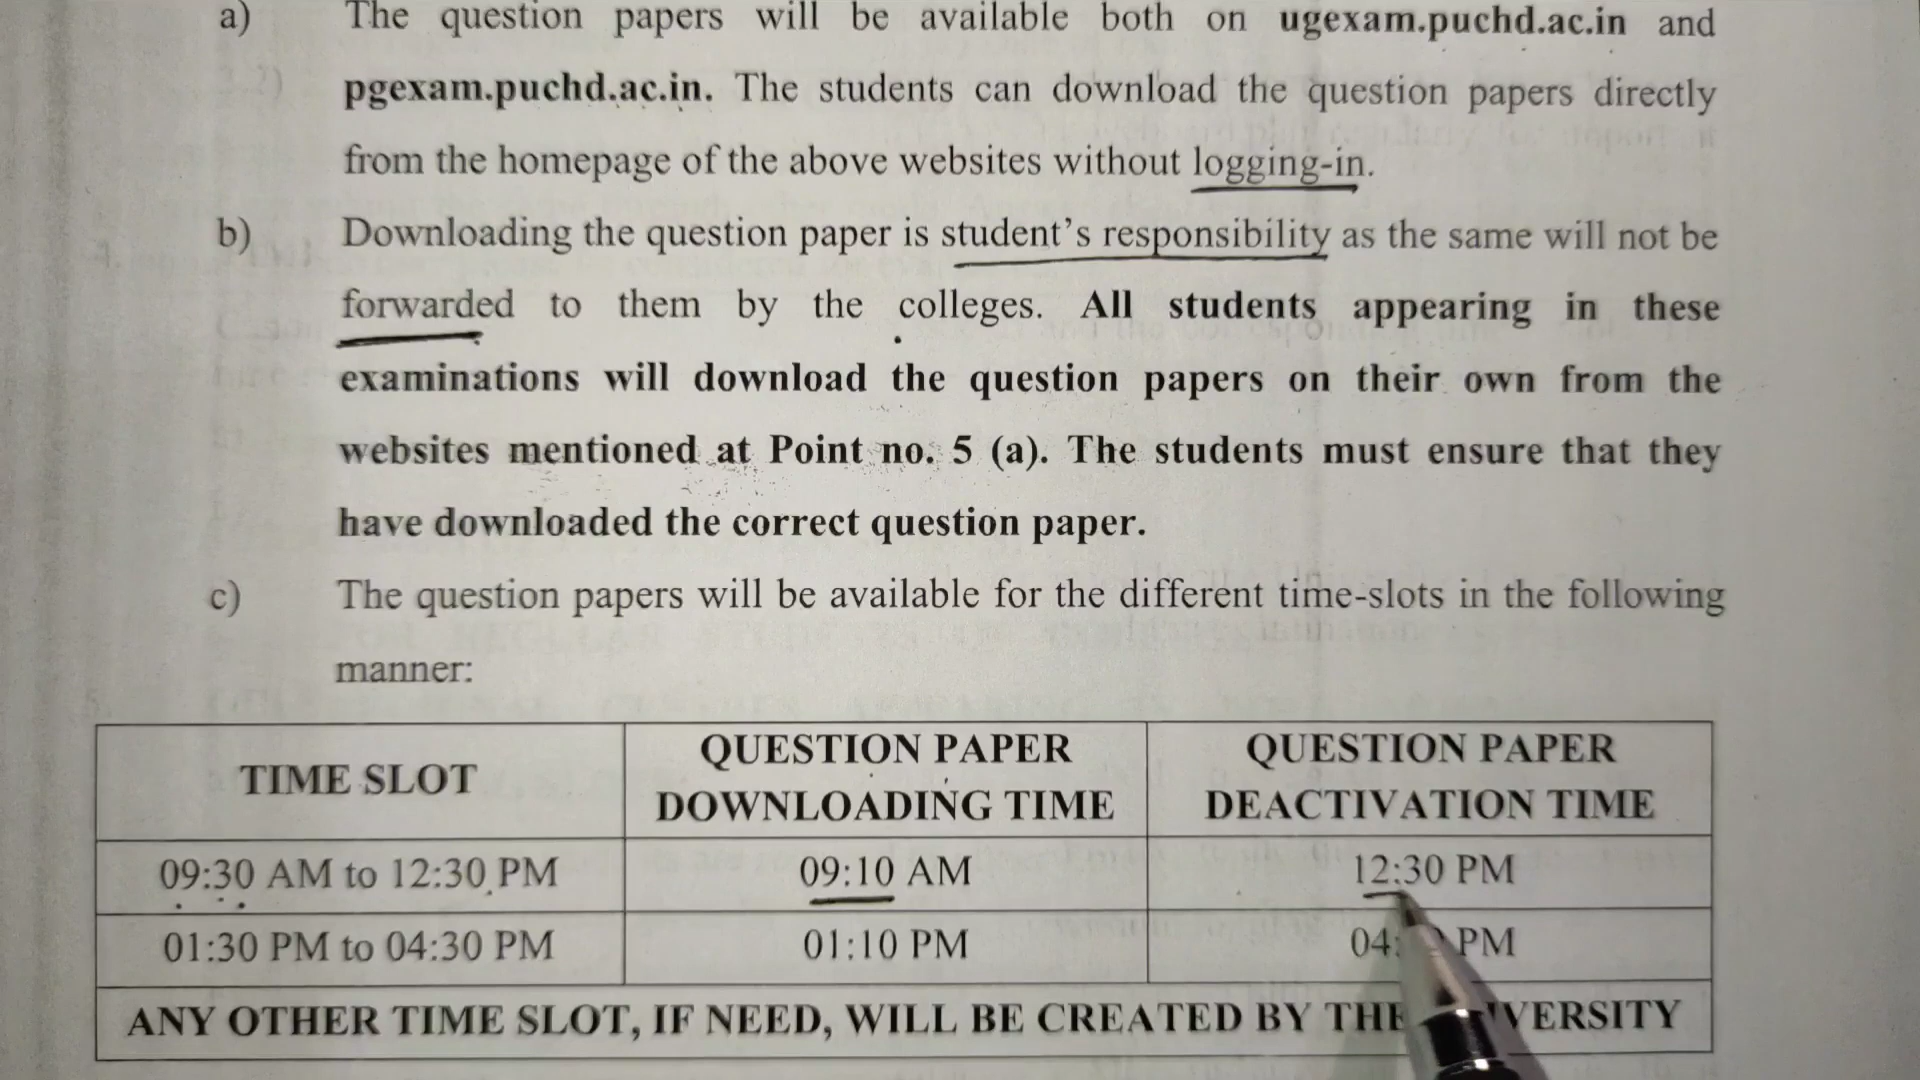 a) The question papers will be available both on ugexam.puchd.ac.in and
pgexam.puchd.ac.in. The students can download the question papers directly
from the homepage of the above websites without logging-in.
b) Downloading the question paper is student's responsibility as the same will not be
forwarded to them by the colleges. All students appearing in these
examinations will download the question papers on their own from the
websites mentioned at Point no. 5 (a). The students must ensure that they
have downloaded the correct question paper.
c) The question papers will be available for the different time-slots in the following
manner:
TIME SLOT
QUESTION PAPER
DOWNLOADING TIME
QUESTION PAPER
DEACTIVATION TIME
09:30 AM to 12:30 PM 09:10 AM 12:30 PM
01:30 PM to 04:30 PM 01:10 PM 04: PM
ANY OTHER TIME SLOT, IF NEED, WILL BE CREATED BY THE